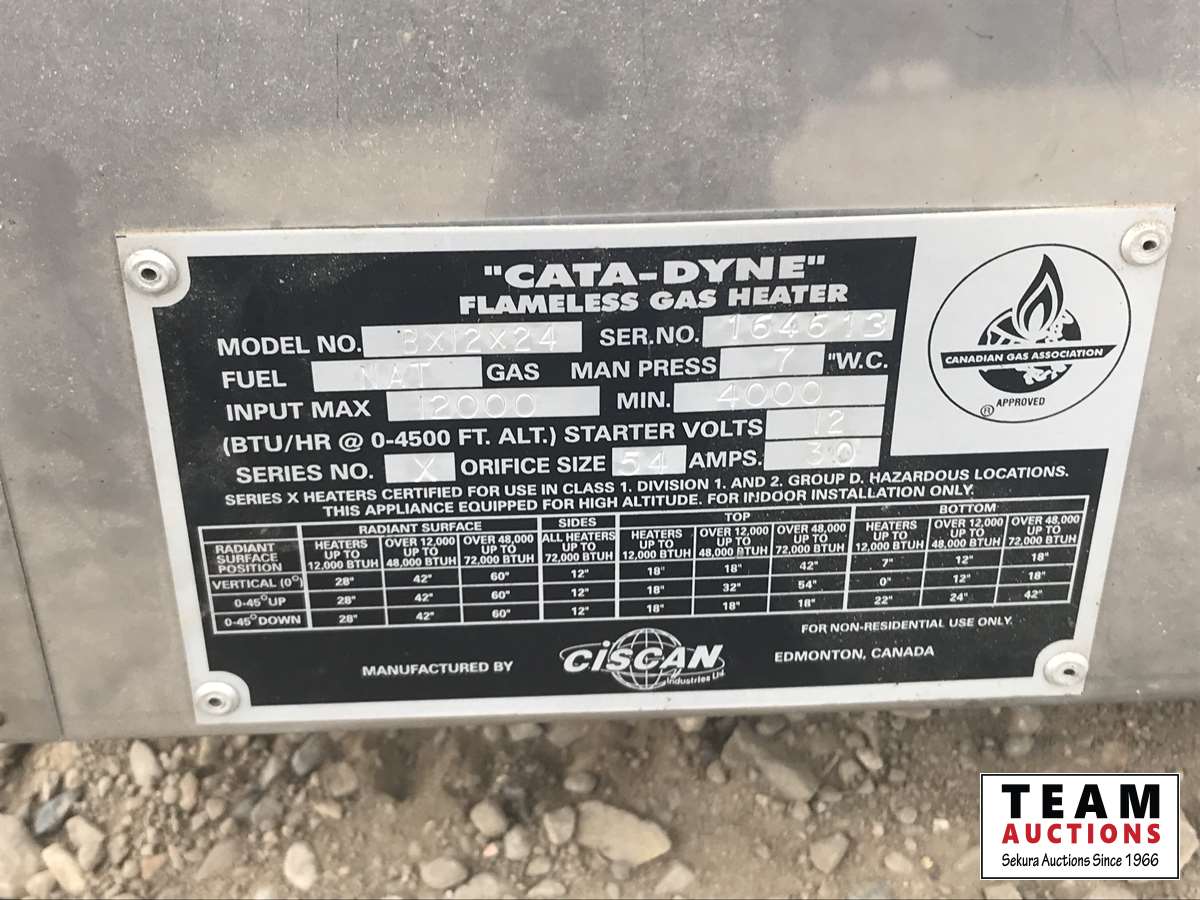 "CATA-DYNE"
FLAMELESS GAS HEATER
MODEL NO. BX12X24 SER.NO. 164613
FUEL NAT GAS MAN PRESS 7 "W.C.
INPUT MAX 12000 MIN. 4000
(BTU/HR @ 0-4500 FT. ALT.) STARTER VOLTS 12
SERIES NO. X ORIFICE SIZE 54 AMPS. 30
SERIES X HEATERS CERTIFIED FOR USE IN CLASS 1. DIVISION 1. AND 2. GROUP D. HAZARDOUS LOCATIONS.
THIS APPLIANCE EQUIPPED FOR HIGH ALTITUDE. FOR INDOOR INSTALLATION ONLY.
CANADIAN GAS ASSOCIATION
® APPROVED
RADIANT SURFACE SIDES TOP BOTTOM
RADIANT HEATERS OVER 12,000 OVER 48,000 ALL HEATERS HEATERS OVER 12,000 OVER 48,000 HEATERS OVER 12,000 OVER 48,000
SURFACE UP TO UP TO UP TO UP TO UP TO UP TO UP TO UP TO UP TO UP TO
POSITION 12,000 BTUH 48,000 BTUH 72,000 BTUH 72,000 BTUH 12,000 BTUH 48,000 BTUH 72,000 BTUH 12,000 BTUH 48,000 BTUH 72,000 BTUH
VERTICAL (0°) 28" 42" 60" 12" 18" 18" 42" 7" 12" 18"
0-45° UP 28" 42" 60" 12" 18" 32" 54" 0" 12" 18"
0-45° DOWN 28" 42" 60" 12" 18" 18" 18" 22" 24" 42"
FOR NON-RESIDENTIAL USE ONLY.
MANUFACTURED BY CISCAN Industries Ltd. EDMONTON, CANADA
TEAM
AUCTIONS
Sekura Auctions Since 1966